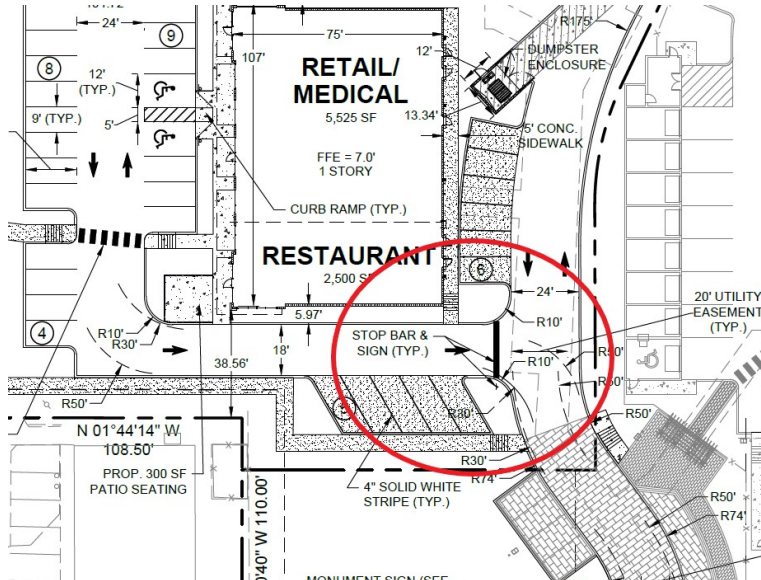 24'
9
8
12'
(TYP.)
9' (TYP.)
5'
107'
75'
RETAIL/
MEDICAL
5,525 SF
FFE = 7.0'
1 STORY
CURB RAMP (TYP.)
RESTAURANT
2,500 SF
12'
R175'
DUMPSTER
ENCLOSURE
13.34'
5' CONC.
SIDEWALK
6
24'
20' UTILITY
EASEMENT
(TYP.)
R10'
R10'
R50'
R50'
R50'
4
R10'
R30'
5.97'
18'
38.56'
STOP BAR &
SIGN (TYP.)
R50'
R30'
R30'
R74'
N 01°44'14" W
108.50'
PROP. 300 SF
PATIO SEATING
4" SOLID WHITE
STRIPE (TYP.)
0'40" W 110.00'
R50'
R74'
MONUMENT SIGN (SEE